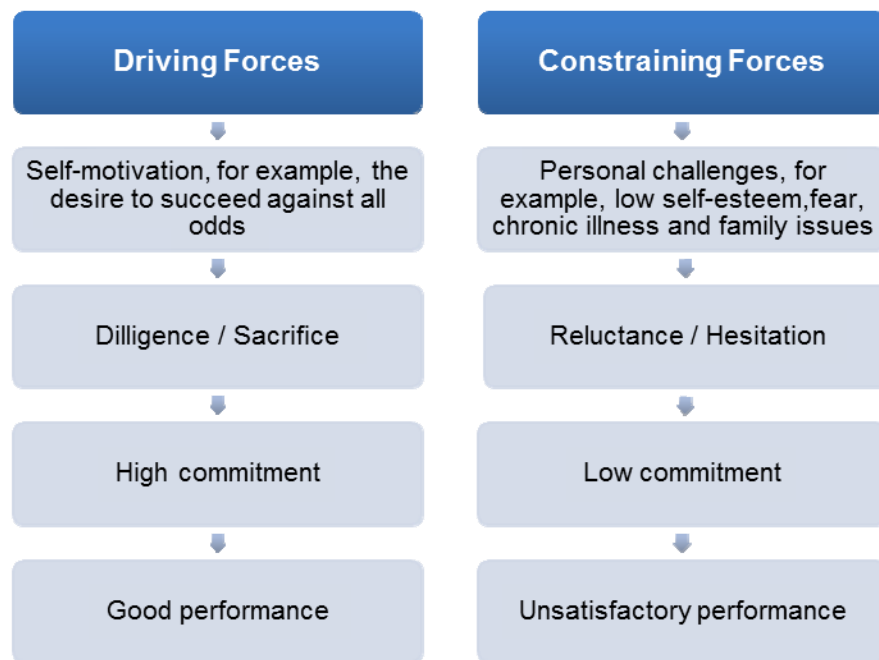 Driving Forces
Self-motivation, for example, the
desire to succeed against all
odds
Dilligence / Sacrifice
High commitment
Good performance
Constraining Forces
Personal challenges, for
example, low self-esteem,fear,
chronic illness and family issues
Reluctance / Hesitation
Low commitment
Unsatisfactory performance